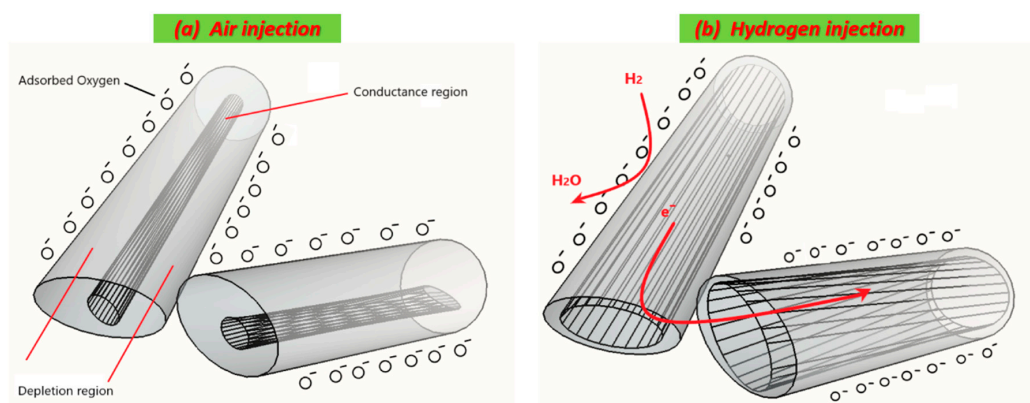 (a) Air injection
Adsorbed Oxygen
Conductance region
Depletion region
O⁻ O⁻ O⁻ O⁻ O⁻ O⁻ O⁻ O⁻
O⁻ O⁻ O⁻ O⁻ O⁻ O⁻ O⁻
O⁻ O⁻ O⁻ O⁻ O⁻ O⁻
O⁻ O⁻ O⁻ O⁻ O⁻ O⁻ O⁻
(b) Hydrogen injection
H2
H2O
e⁻
O⁻ O⁻ O⁻ O⁻ O⁻ O⁻
O⁻ O⁻ O⁻ O⁻ O⁻ O⁻
O⁻ O⁻ O⁻ O⁻ O⁻ O⁻ O⁻
O⁻ O⁻ O⁻ O⁻ O⁻ O⁻ O⁻